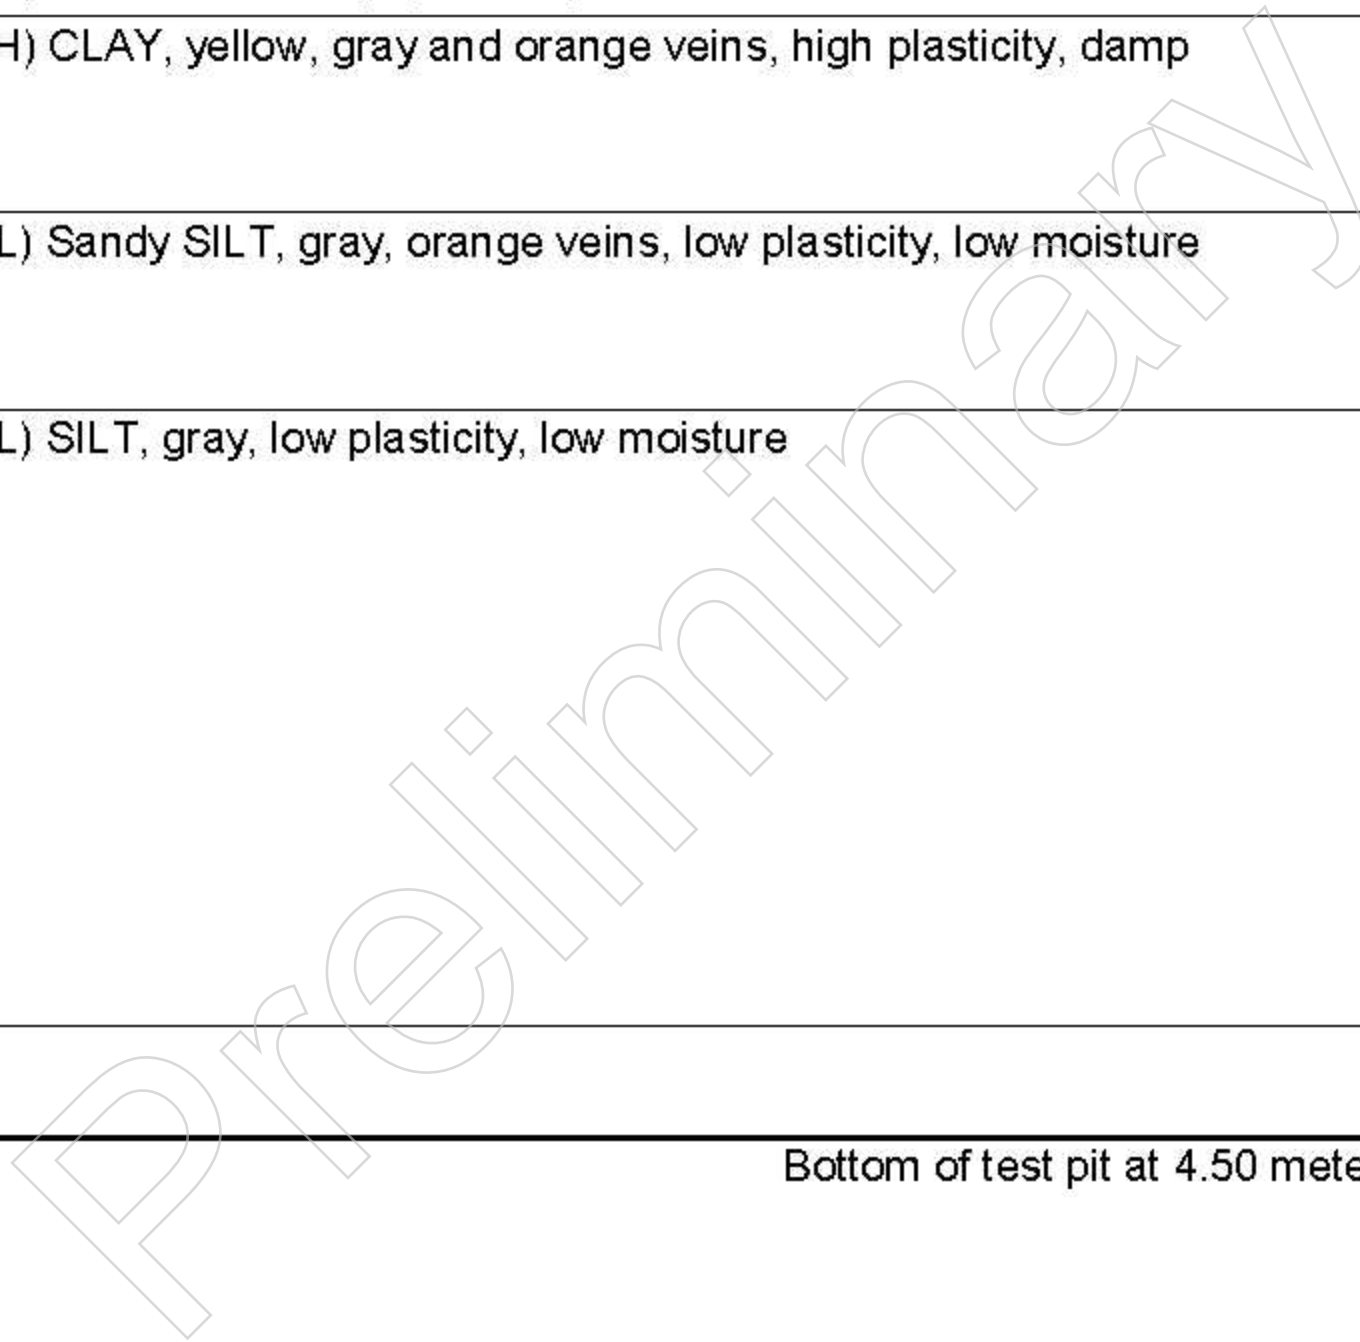 H) CLAY, yellow, gray and orange veins, high plasticity, damp
L) Sandy SILT, gray, orange veins, low plasticity, low moisture
L) SILT, gray, low plasticity, low moisture
Bottom of test pit at 4.50 mete
Preliminary